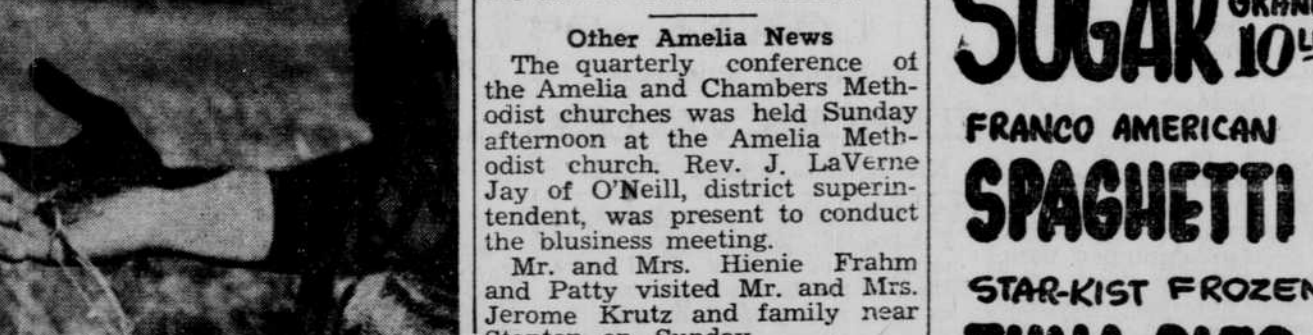 Other Amelia News
The quarterly conference of
the Amelia and Chambers Meth-
odist churches was held Sunday
afternoon at the Amelia Meth-
odist church. Rev. J. LaVerne
Jay of O'Neill, district superin-
tendent, was present to conduct
the blusiness meeting.
Mr. and Mrs. Hienie Frahm
and Patty visited Mr. and Mrs.
Jerome Krutz and family near
SUGAR
10
FRANCO AMERICAN
SPAGHETTI
STAR-KIST FROZEN